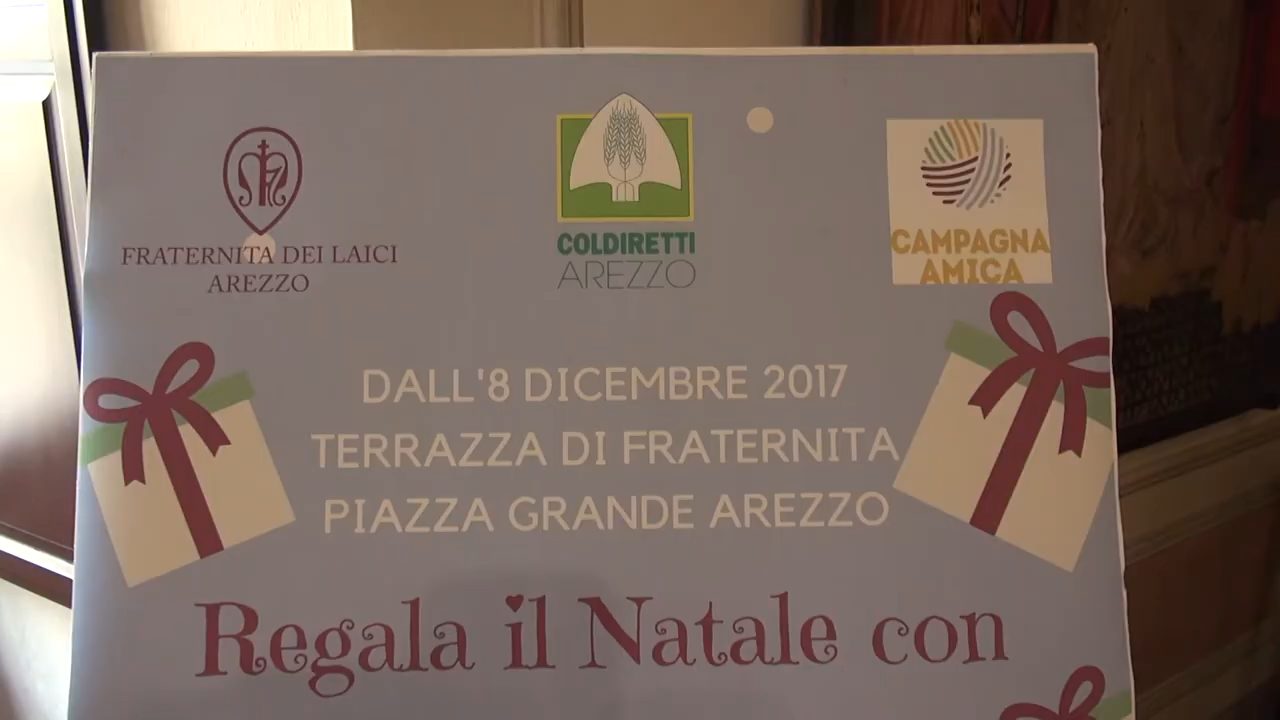 FRATERNITA DEI LAICI
AREZZO
COLDIRETTI
AREZZO
CAMPAGNA
AMICA
DALL'8 DICEMBRE 2017
TERRAZZA DI FRATERNITA
PIAZZA GRANDE AREZZO
Regala il Natale con